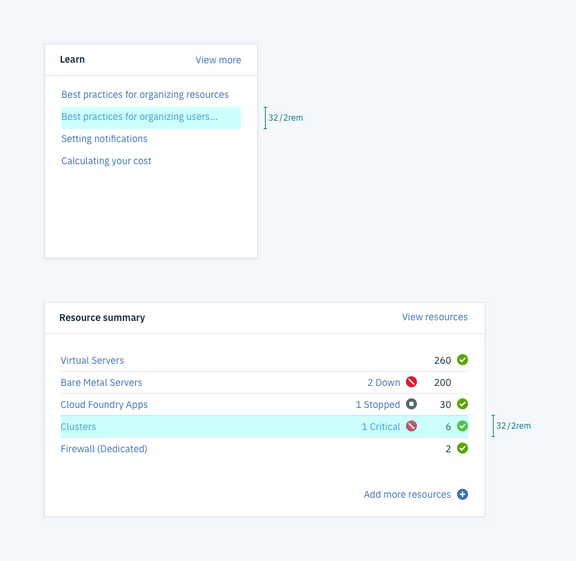 Learn View more
Best practices for organizing resources
Best practices for organizing users...
32/2rem
Setting notifications
Calculating your cost
Resource summary View resources
Virtual Servers 260
Bare Metal Servers 2 Down 200
Cloud Foundry Apps 1 Stopped 30
Clusters 1 Critical 6
32/2rem
Firewall (Dedicated) 2
Add more resources